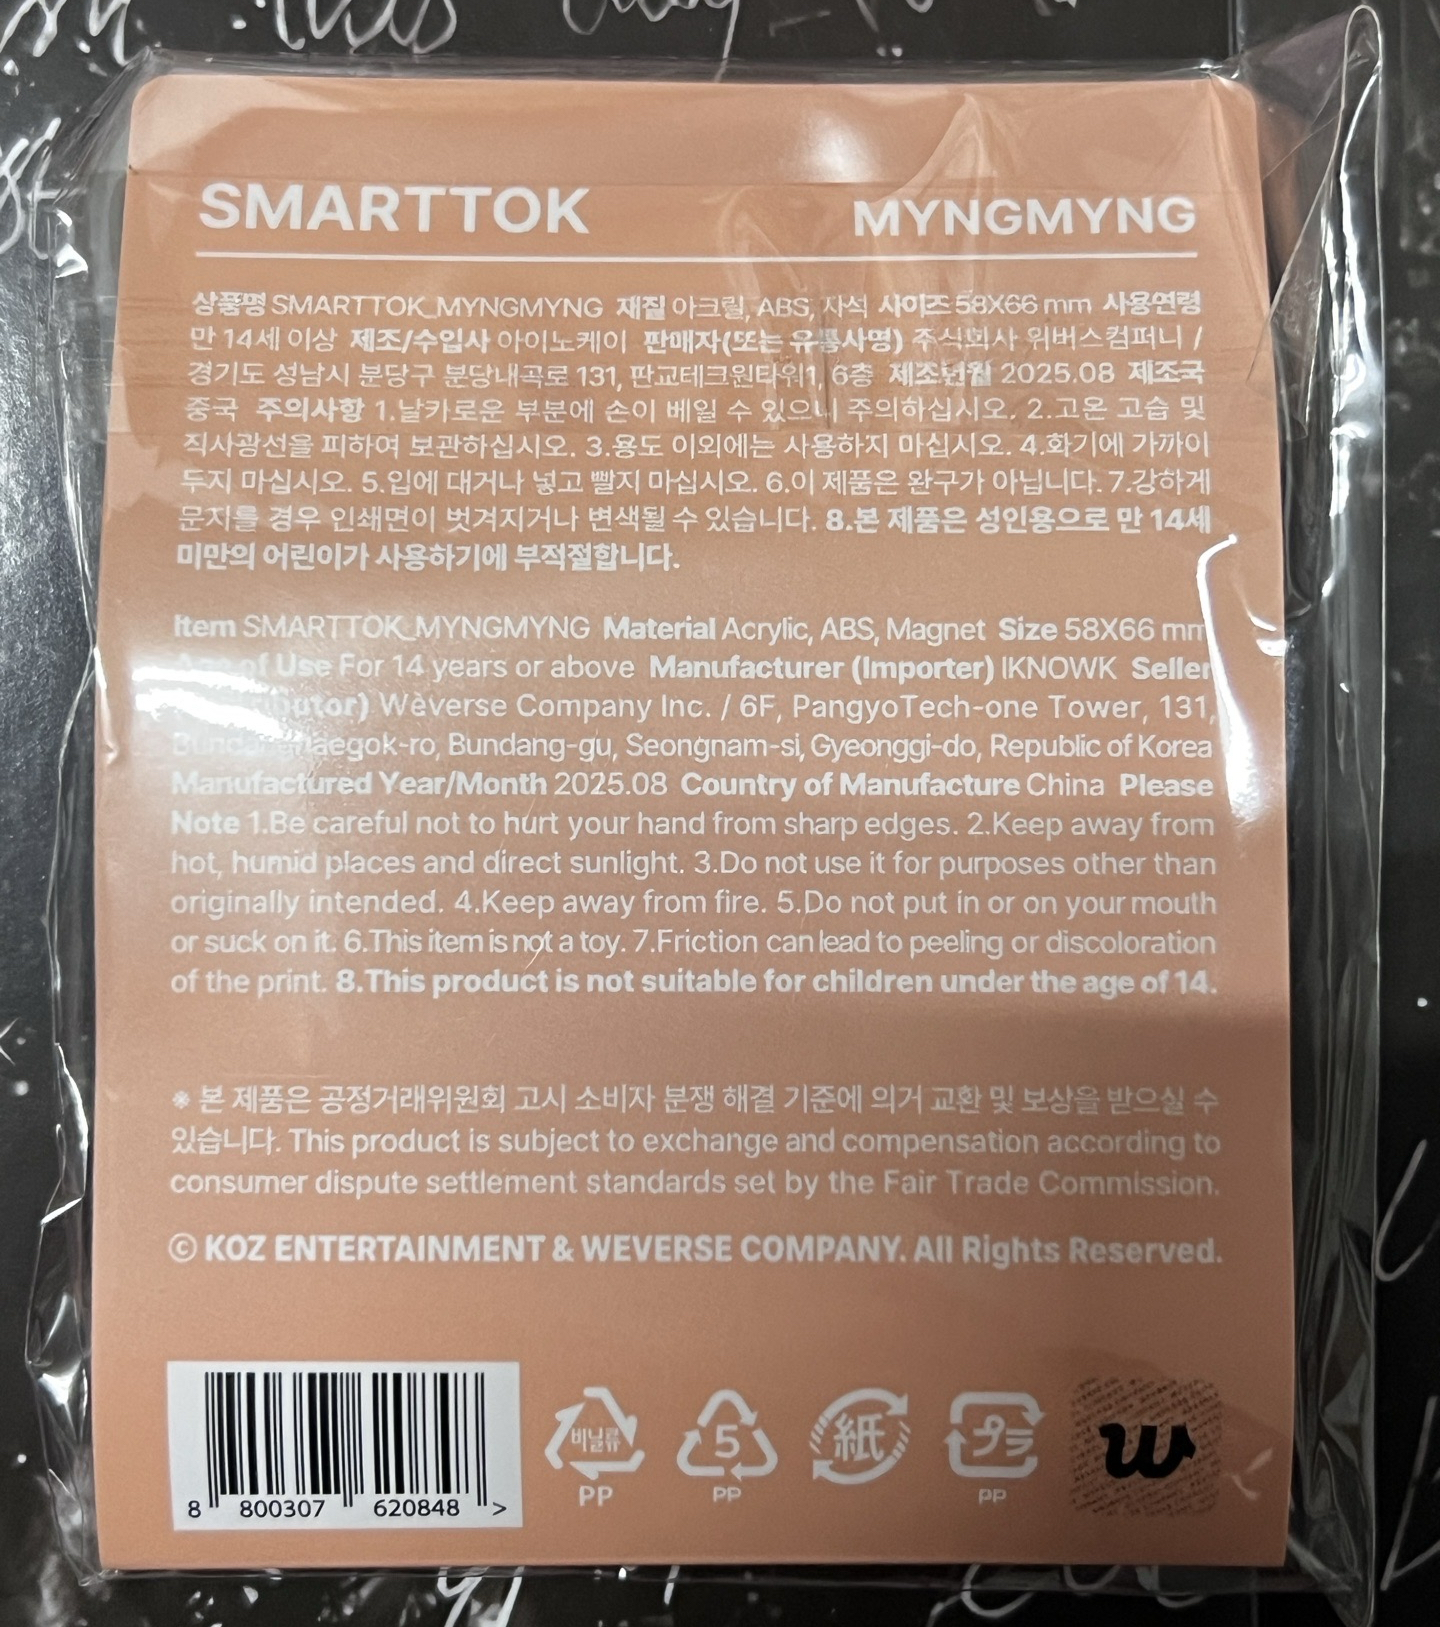 SMARTTOK MYNGMYNG
상품명 SMARTTOK_MYNGMYNG 재질 아크릴, ABS, 자석 사이즈 58X66 mm 사용연령
만 14세 이상 제조/수입사 아이노케이 판매자(또는 유통사명) 주식회사 위버스컴퍼니 /
경기도 성남시 분당구 분당내곡로 131, 판교테크원타워1, 6층 제조년월 2025.08 제조국
중국 주의사항 1.날카로운 부분에 손이 베일 수 있으니 주의하십시오. 2.고온 고습 및
직사광선을 피하여 보관하십시오. 3.용도 이외에는 사용하지 마십시오. 4.화기에 가까이
두지 마십시오. 5.입에 대거나 넣고 빨지 마십시오. 6.이 제품은 완구가 아닙니다. 7.강하게
문지를 경우 인쇄면이 벗겨지거나 변색될 수 있습니다. 8.본 제품은 성인용으로 만 14세
미만의 어린이가 사용하기에 부적절합니다.
Item SMARTTOK_MYNGMYNG Material Acrylic, ABS, Magnet Size 58X66 mm
Age of Use For 14 years or above Manufacturer (Importer) IKNOWK Seller
Weverse Company Inc. / 6F, PangyoTech-one Tower, 131,
Bundang-gu, Seongnam-si, Gyeonggi-do, Republic of Korea
Manufactured Year/Month 2025.08 Country of Manufacture China Please
Note 1.Be careful not to hurt your hand from sharp edges. 2.Keep away from
hot, humid places and direct sunlight. 3.Do not use it for purposes other than
originally intended. 4.Keep away from fire. 5.Do not put in or on your mouth
or suck on it. 6.This item is not a toy. 7.Friction can lead to peeling or discoloration
of the print. 8.This product is not suitable for children under the age of 14.
※ 본 제품은 공정거래위원회 고시 소비자 분쟁 해결 기준에 의거 교환 및 보상을 받으실 수
있습니다. This product is subject to exchange and compensation according to
consumer dispute settlement standards set by the Fair Trade Commission.
© KOZ ENTERTAINMENT & WEVERSE COMPANY. All Rights Reserved.
비닐류 5 紙 プラ w
PP PP PP
8 800307 620848 >